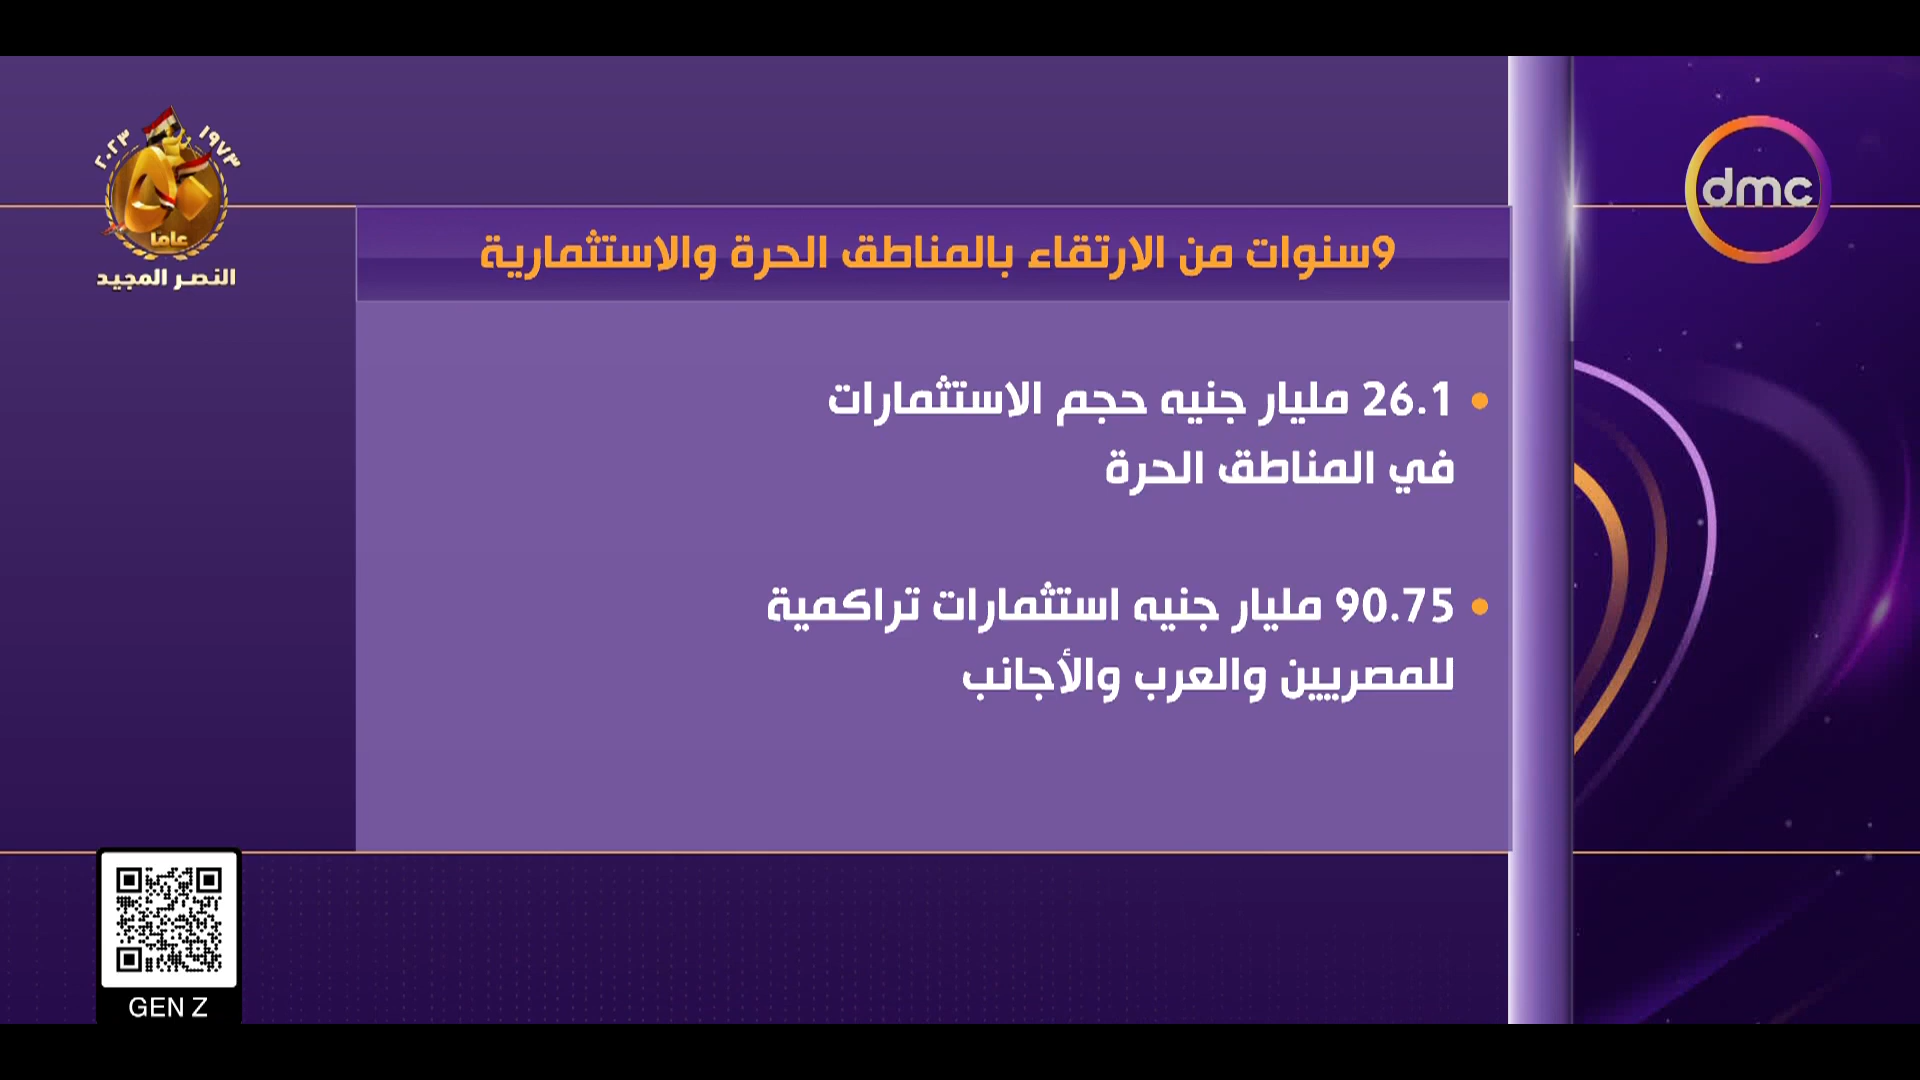 dmc
١٩٧٣
٢٠٢٣
عامًا
النصر المجيد
9سنوات من الارتقاء بالمناطق الحرة والاستثمارية
26.1 مليار جنيه حجم الاستثمارات
في المناطق الحرة
90.75 مليار جنيه استثمارات تراكمية
للمصريين والعرب والأجانب
GEN Z